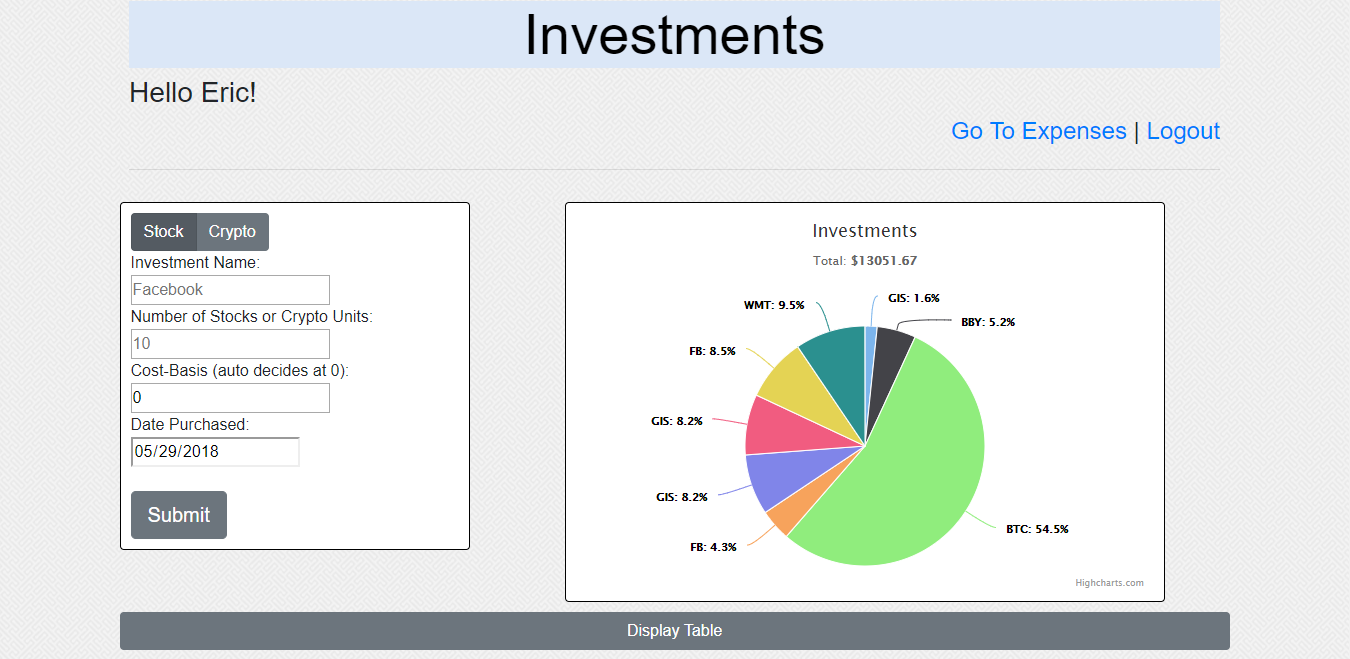 Investments
Hello Eric!
Go To Expenses | Logout
Stock Crypto
Investment Name:
Facebook
Number of Stocks or Crypto Units:
10
Cost-Basis (auto decides at 0):
0
Date Purchased:
05/29/2018
Submit
Investments
Total: $13051.67
GIS: 1.6%
WMT: 9.5%
BBY: 5.2%
FB: 8.5%
GIS: 8.2%
GIS: 8.2%
BTC: 54.5%
FB: 4.3%
Highcharts.com
Display Table